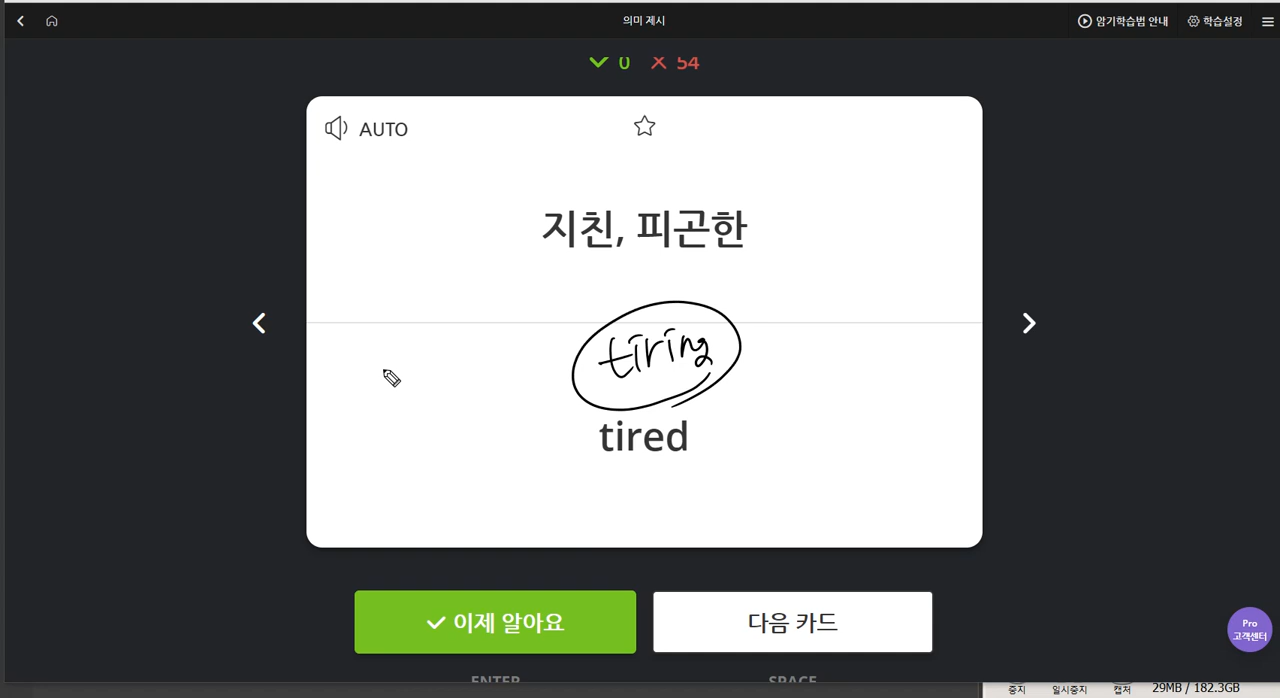 의미 제시
암기학습법 안내
학습설정
0 54
AUTO
지친, 피곤한
tiring
tired
이제 알아요
다음 카드
ENTER
SPACE
Pro
고객센터
중지 일시중지 캡처 29MB / 182.3GB